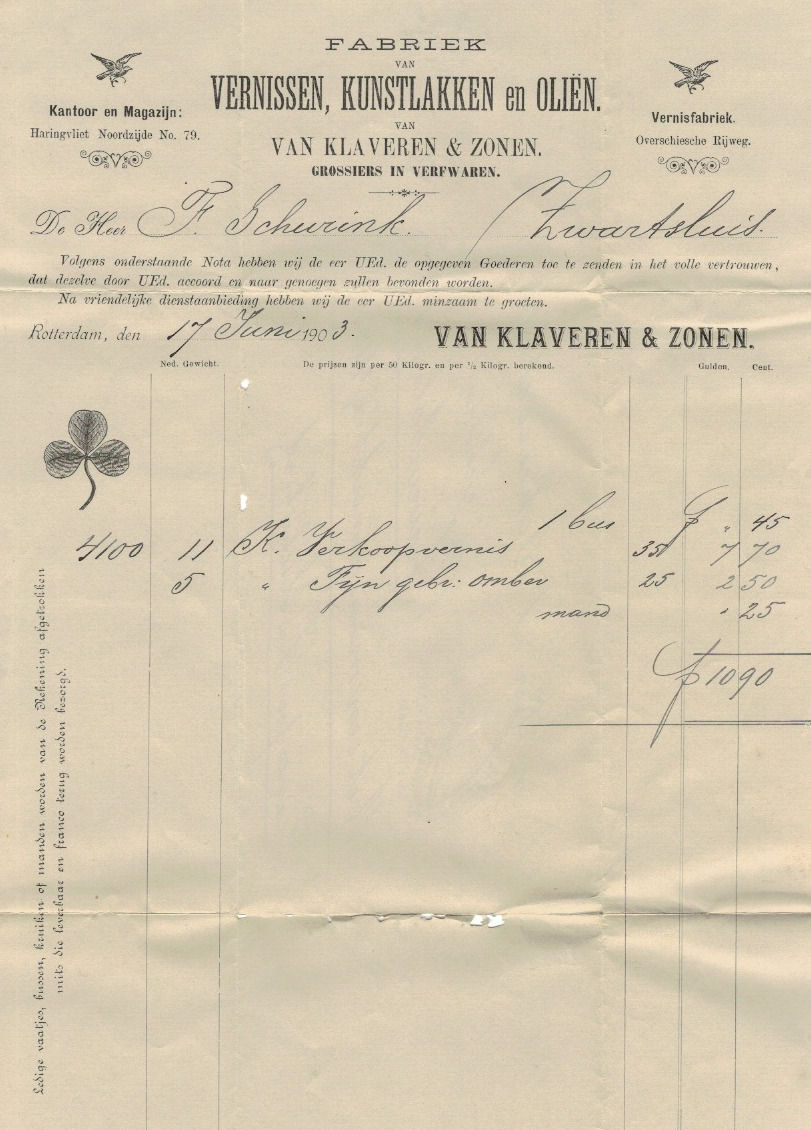 FABRIEK
VAN
VERNISSEN, KUNSTLAKKEN en OLIËN.
VAN
VAN KLAVEREN & ZONEN.
GROSSIERS IN VERFWAREN.
Kantoor en Magazijn:
Haringvliet Noordzijde No. 79.
Vernisfabriek.
Overschiesche Rijweg.
De Heer F. Scheurink. Zwartsluis.
Volgens onderstaande Nota hebben wij de eer UEd. de opgegeven Goederen toe te zenden in het volle vertrouwen,
dat dezelve door UEd. accoord en naar genoegen zullen bevonden worden.
Na vriendelijke dienstaanbieding hebben wij de eer UEd. minzaam te groeten.
Rotterdam, den 17 Juni 1903.
VAN KLAVEREN & ZONEN.
Ned. Gewicht. De prijzen zijn per 50 Kilogr. en per ½ Kilogr. berekend. Gulden. Cent.
1 bus f " 45
4/100 11 K. Verkoopvernis 35 7 70
5 " Fijn gebr: omber 25 2 50
mand " 25
f 10 90
Ledige vaatjes, bussen, kruiken of manden worden van de Rekening afgetrokken
mits die leverbaar en franco terug worden bezorgd.